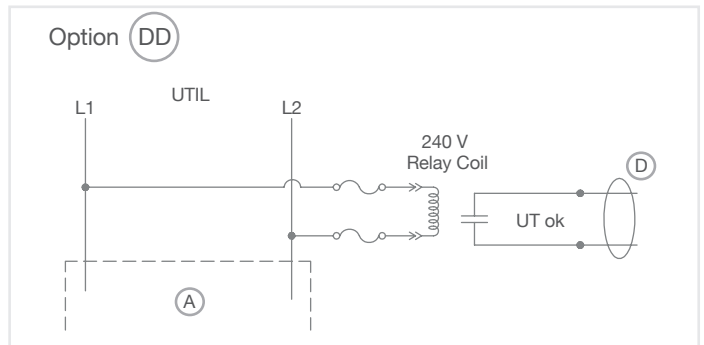 Option DD
UTIL
L1
L2
240 V
Relay Coil
D
UT ok
A